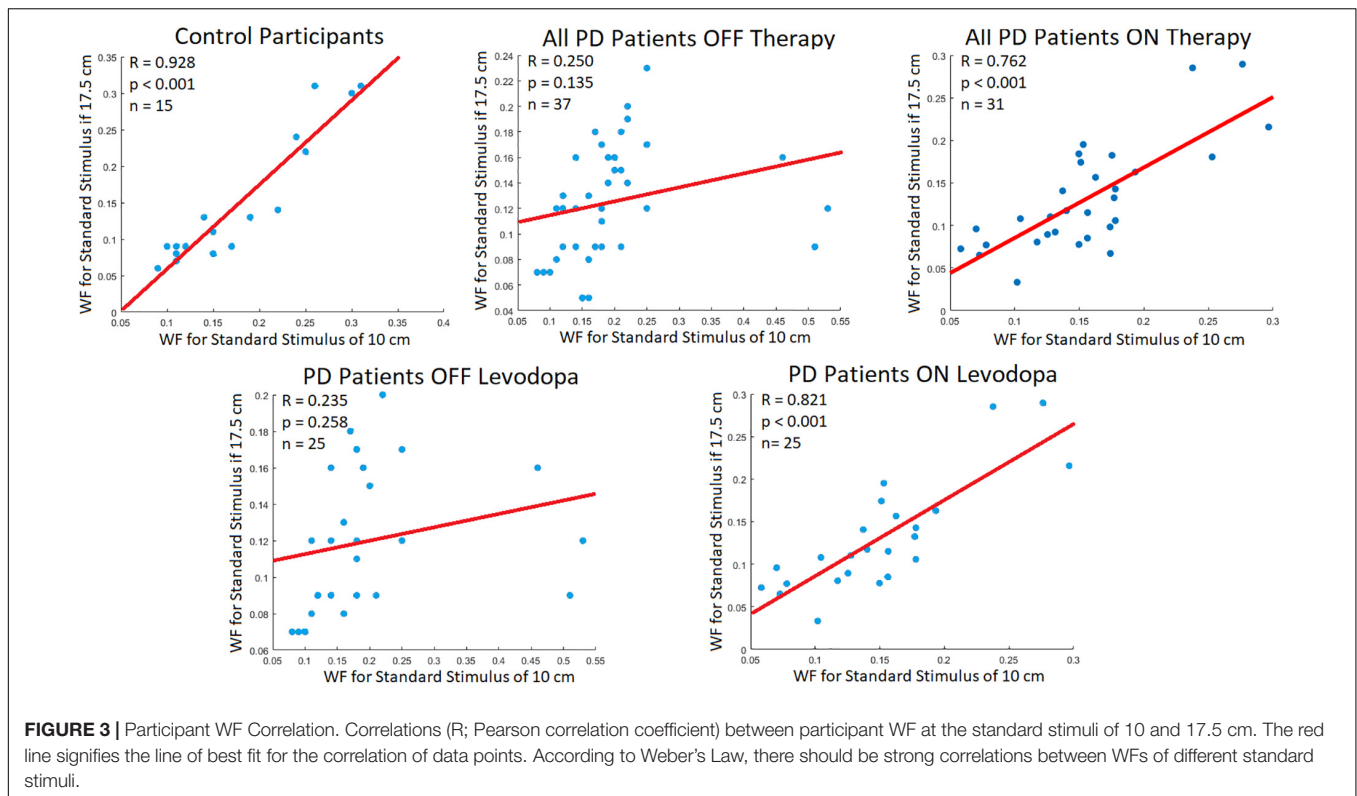 Control Participants
R = 0.928
p < 0.001
n = 15
WF for Standard Stimulus if 17.5 cm
0.35
0.3
0.25
0.2
0.15
0.1
0.05
0
0.05 0.1 0.15 0.2 0.25 0.3 0.35 0.4
WF for Standard Stimulus of 10 cm
All PD Patients OFF Therapy
R = 0.250
p = 0.135
n = 37
WF for Standard Stimulus if 17.5 cm
0.24
0.22
0.2
0.18
0.16
0.14
0.12
0.1
0.08
0.06
0.04
0.05 0.1 0.15 0.2 0.25 0.3 0.35 0.4 0.45 0.5 0.55
WF for Standard Stimulus of 10 cm
All PD Patients ON Therapy
R = 0.762
p < 0.001
n = 31
WF for Standard Stimulus if 17.5 cm
0.3
0.25
0.2
0.15
0.1
0.05
0
0.05 0.1 0.15 0.2 0.25 0.3
WF for Standard Stimulus of 10 cm
PD Patients OFF Levodopa
R = 0.235
p = 0.258
n = 25
WF for Standard Stimulus if 17.5 cm
0.2
0.18
0.16
0.14
0.12
0.1
0.08
0.06
0.05 0.1 0.15 0.2 0.25 0.3 0.35 0.4 0.45 0.5 0.55
WF for Standard Stimulus of 10 cm
PD Patients ON Levodopa
R = 0.821
p < 0.001
n= 25
WF for Standard Stimulus if 17.5 cm
0.3
0.25
0.2
0.15
0.1
0.05
0
0.05 0.1 0.15 0.2 0.25 0.3
WF for Standard Stimulus of 10 cm
FIGURE 3 | Participant WF Correlation. Correlations (R; Pearson correlation coefficient) between participant WF at the standard stimuli of 10 and 17.5 cm. The red
line signifies the line of best fit for the correlation of data points. According to Weber's Law, there should be strong correlations between WFs of different standard
stimuli.